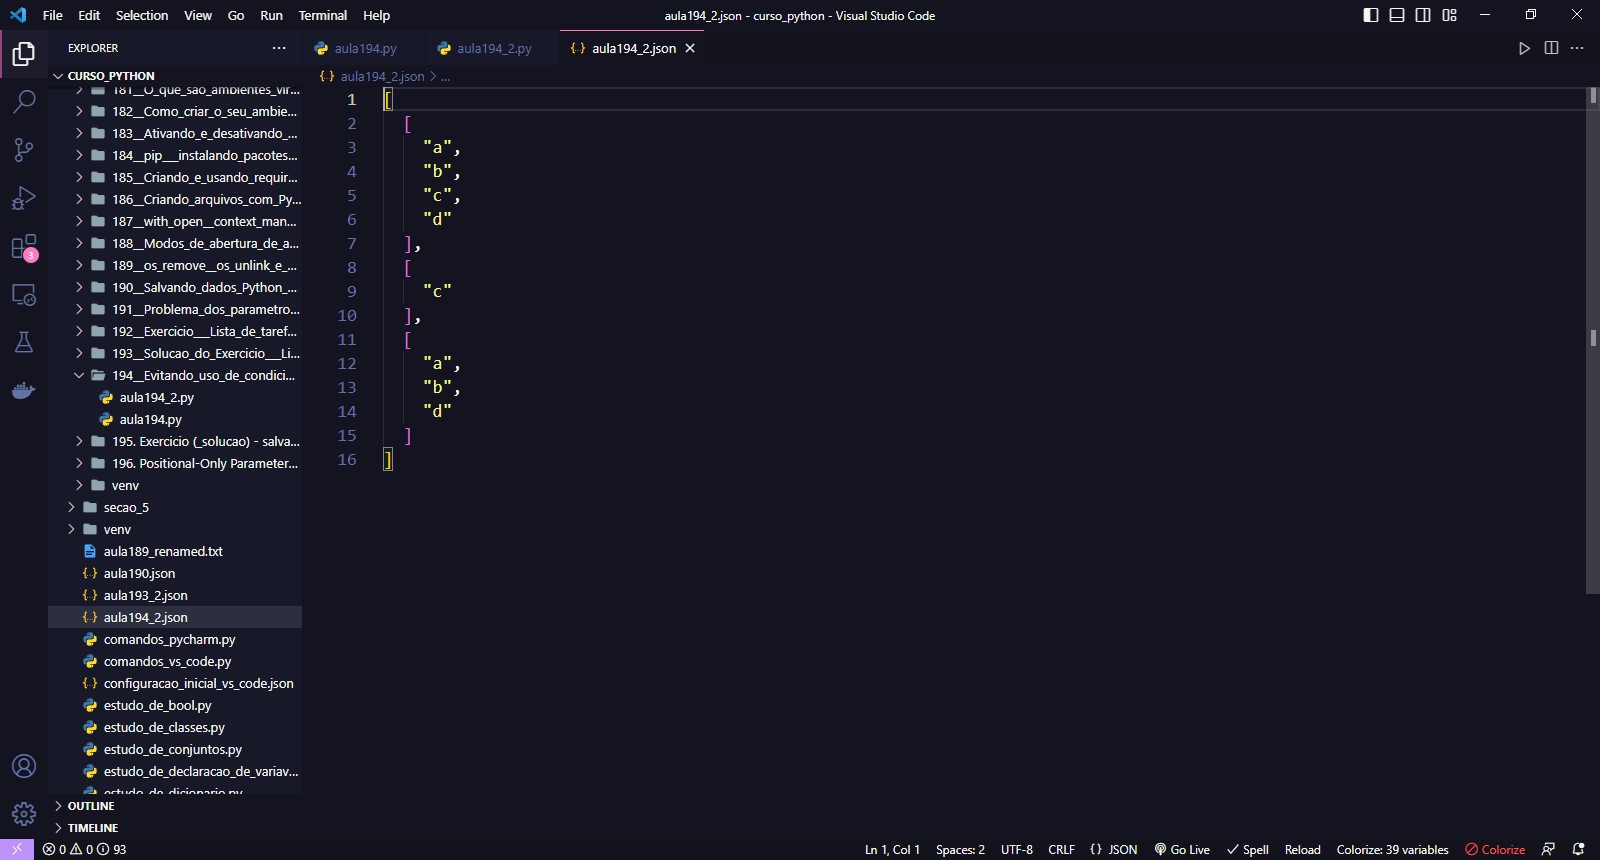 File Edit Selection View Go Run Terminal Help
aula194_2.json - curso_python - Visual Studio Code
EXPLORER
3
CURSO_PYTHON
181__O_que_sao_ambientes_vir...
182__Como_criar_o_seu_ambie...
183__Ativando_e_desativando_...
184__pip___instalando_pacotes...
185__Criando_e_usando_requir...
186__Criando_arquivos_com_Py...
187__with_open__context_man...
188__Modos_de_abertura_de_a...
189__os_remove__os_unlink_e_...
190__Salvando_dados_Python_...
191__Problema_dos_parametro...
192__Exercicio___Lista_de_taref...
193__Solucao_do_Exercicio___Li...
194__Evitando_uso_de_condici...
aula194_2.py
aula194.py
195. Exercicio (_solucao) - salva...
196. Positional-Only Parameter...
venv
secao_5
venv
aula189_renamed.txt
aula190.json
aula193_2.json
aula194_2.json
comandos_pycharm.py
comandos_vs_code.py
configuracao_inicial_vs_code.json
estudo_de_bool.py
estudo_de_classes.py
estudo_de_conjuntos.py
estudo_de_declaracao_de_variav...
estudo_de_dicionario.py
OUTLINE
TIMELINE
aula194.py aula194_2.py {..} aula194_2.json
{..} aula194_2.json > ...
1 [
2 [
3 "a",
4 "b",
5 "c",
6 "d"
7 ],
8 [
9 "c"
10 ],
11 [
12 "a",
13 "b",
14 "d"
15 ]
16 ]
0 0 93
Ln 1, Col 1 Spaces: 2 UTF-8 CRLF {} JSON Go Live Spell Reload Colorize: 39 variables Colorize